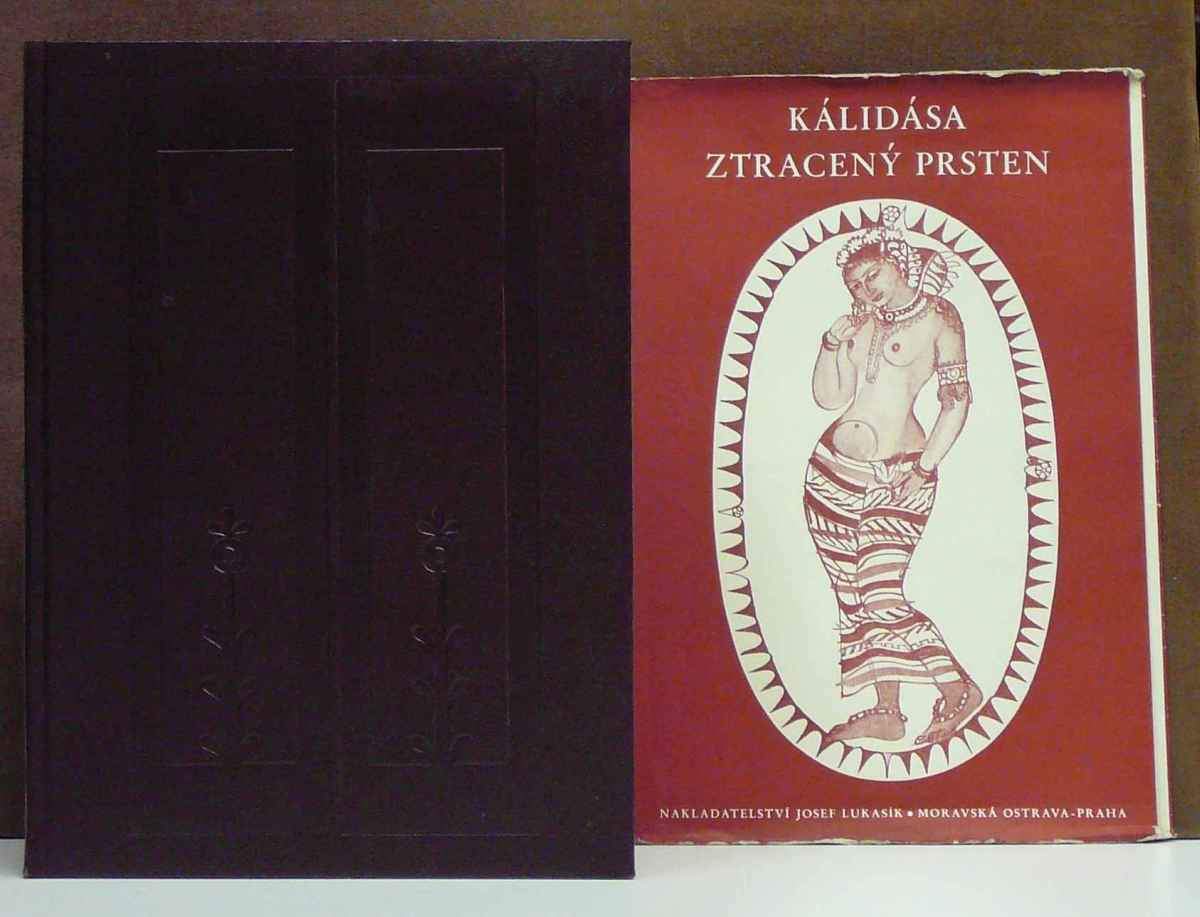 KÁLIDÁSA
ZTRACENÝ PRSTEN
NAKLADATELSTVÍ JOSEF LUKASÍK • MORAVSKÁ OSTRAVA-PRAHA